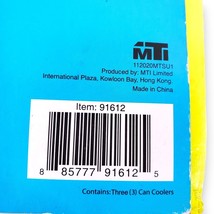 MTI
112020MTSIJ1
Produced by: MTI Limited
International Plaza, Kowloon Bay, Hong Kong.
Made in China
Item: 91612
8 85777 91612 5
Contains: Three (3) Can Coolers